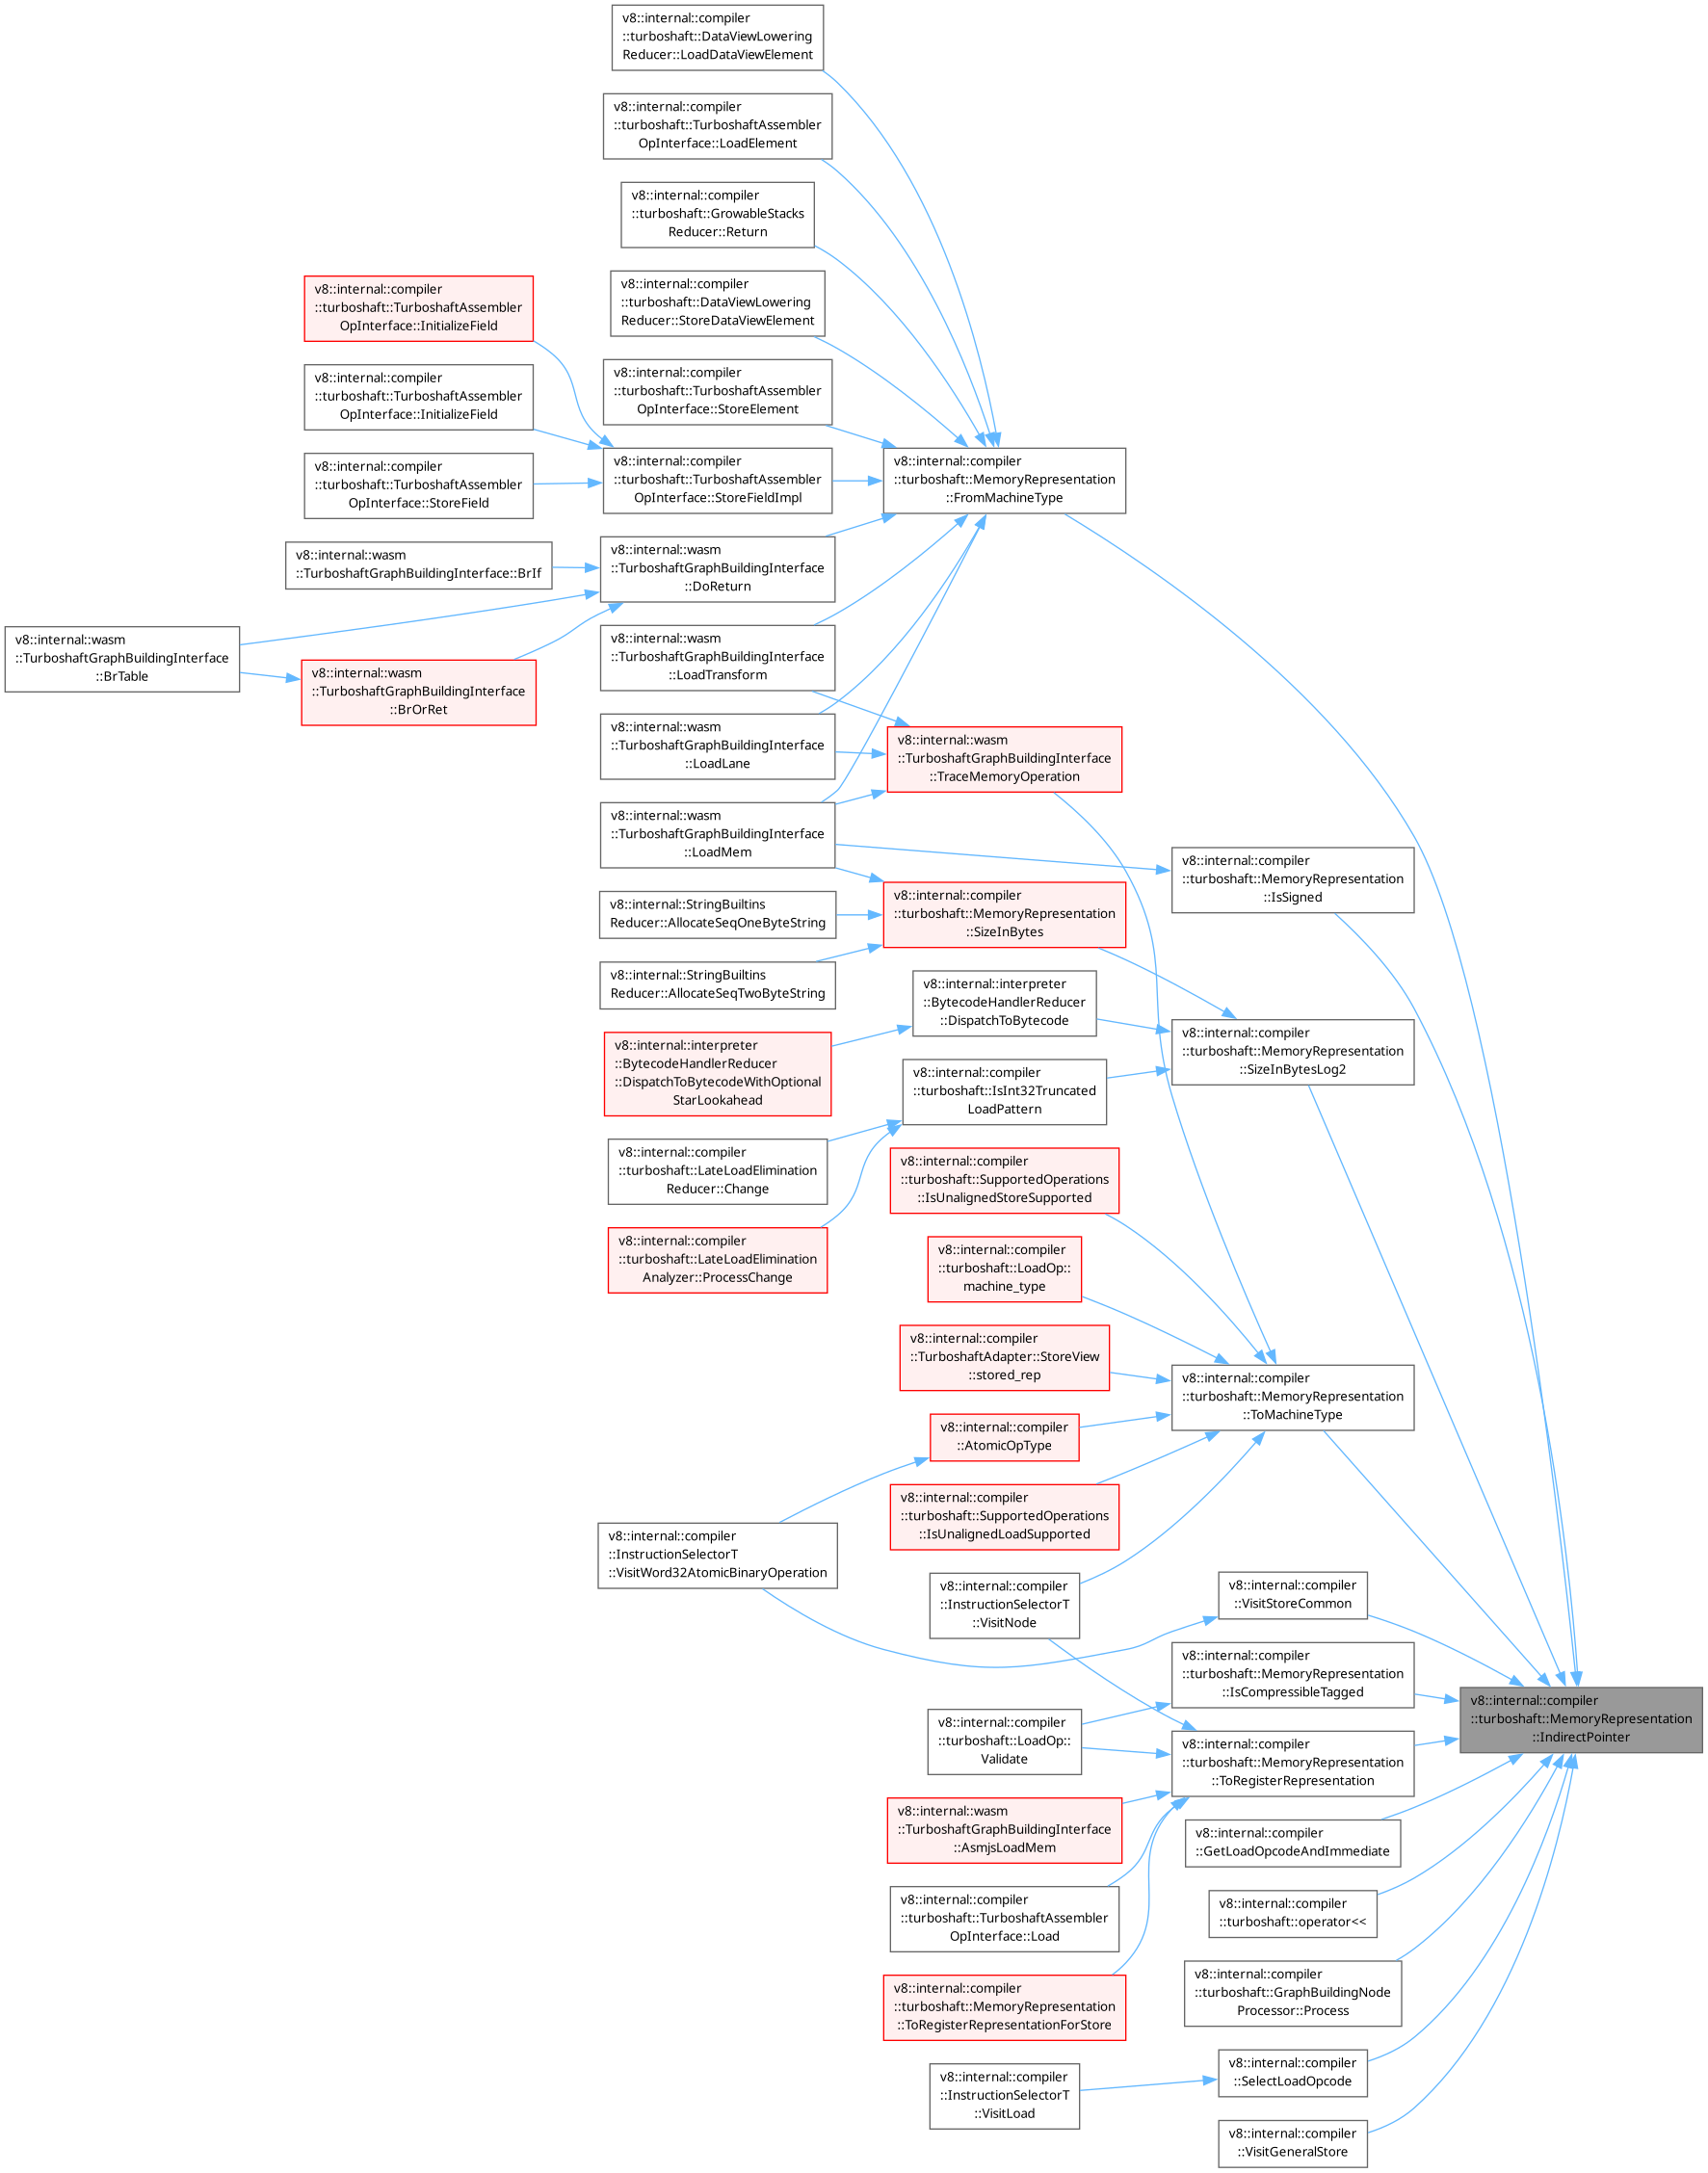 v8::internal::compiler
::turboshaft::DataViewLowering
Reducer::LoadDataViewElement
v8::internal::compiler
::turboshaft::TurboshaftAssembler
OpInterface::LoadElement
v8::internal::compiler
::turboshaft::GrowableStacks
Reducer::Return
v8::internal::compiler
::turboshaft::DataViewLowering
Reducer::StoreDataViewElement
v8::internal::compiler
::turboshaft::TurboshaftAssembler
OpInterface::InitializeField
v8::internal::compiler
::turboshaft::TurboshaftAssembler
OpInterface::StoreElement
v8::internal::compiler
::turboshaft::TurboshaftAssembler
OpInterface::InitializeField
v8::internal::compiler
::turboshaft::TurboshaftAssembler
OpInterface::StoreField
v8::internal::compiler
::turboshaft::TurboshaftAssembler
OpInterface::StoreFieldImpl
v8::internal::compiler
::turboshaft::MemoryRepresentation
::FromMachineType
v8::internal::wasm
::TurboshaftGraphBuildingInterface::BrIf
v8::internal::wasm
::TurboshaftGraphBuildingInterface
::DoReturn
v8::internal::wasm
::TurboshaftGraphBuildingInterface
::BrTable
v8::internal::wasm
::TurboshaftGraphBuildingInterface
::BrOrRet
v8::internal::wasm
::TurboshaftGraphBuildingInterface
::LoadTransform
v8::internal::wasm
::TurboshaftGraphBuildingInterface
::LoadLane
v8::internal::wasm
::TurboshaftGraphBuildingInterface
::TraceMemoryOperation
v8::internal::wasm
::TurboshaftGraphBuildingInterface
::LoadMem
v8::internal::compiler
::turboshaft::MemoryRepresentation
::IsSigned
v8::internal::StringBuiltins
Reducer::AllocateSeqOneByteString
v8::internal::compiler
::turboshaft::MemoryRepresentation
::SizeInBytes
v8::internal::StringBuiltins
Reducer::AllocateSeqTwoByteString
v8::internal::interpreter
::BytecodeHandlerReducer
::DispatchToBytecode
v8::internal::interpreter
::BytecodeHandlerReducer
::DispatchToBytecodeWithOptional
StarLookahead
v8::internal::compiler
::turboshaft::MemoryRepresentation
::SizeInBytesLog2
v8::internal::compiler
::turboshaft::IsInt32Truncated
LoadPattern
v8::internal::compiler
::turboshaft::LateLoadElimination
Reducer::Change
v8::internal::compiler
::turboshaft::SupportedOperations
::IsUnalignedStoreSupported
v8::internal::compiler
::turboshaft::LateLoadElimination
Analyzer::ProcessChange
v8::internal::compiler
::turboshaft::LoadOp::
machine_type
v8::internal::compiler
::TurboshaftAdapter::StoreView
::stored_rep
v8::internal::compiler
::turboshaft::MemoryRepresentation
::ToMachineType
v8::internal::compiler
::AtomicOpType
v8::internal::compiler
::turboshaft::SupportedOperations
::IsUnalignedLoadSupported
v8::internal::compiler
::InstructionSelectorT
::VisitWord32AtomicBinaryOperation
v8::internal::compiler
::InstructionSelectorT
::VisitNode
v8::internal::compiler
::VisitStoreCommon
v8::internal::compiler
::turboshaft::MemoryRepresentation
::IsCompressibleTagged
v8::internal::compiler
::turboshaft::MemoryRepresentation
::IndirectPointer
v8::internal::compiler
::turboshaft::LoadOp::
Validate
v8::internal::compiler
::turboshaft::MemoryRepresentation
::ToRegisterRepresentation
v8::internal::wasm
::TurboshaftGraphBuildingInterface
::AsmjsLoadMem
v8::internal::compiler
::GetLoadOpcodeAndImmediate
v8::internal::compiler
::turboshaft::TurboshaftAssembler
OpInterface::Load
v8::internal::compiler
::turboshaft::operator<<
v8::internal::compiler
::turboshaft::MemoryRepresentation
::ToRegisterRepresentationForStore
v8::internal::compiler
::turboshaft::GraphBuildingNode
Processor::Process
v8::internal::compiler
::InstructionSelectorT
::VisitLoad
v8::internal::compiler
::SelectLoadOpcode
v8::internal::compiler
::VisitGeneralStore